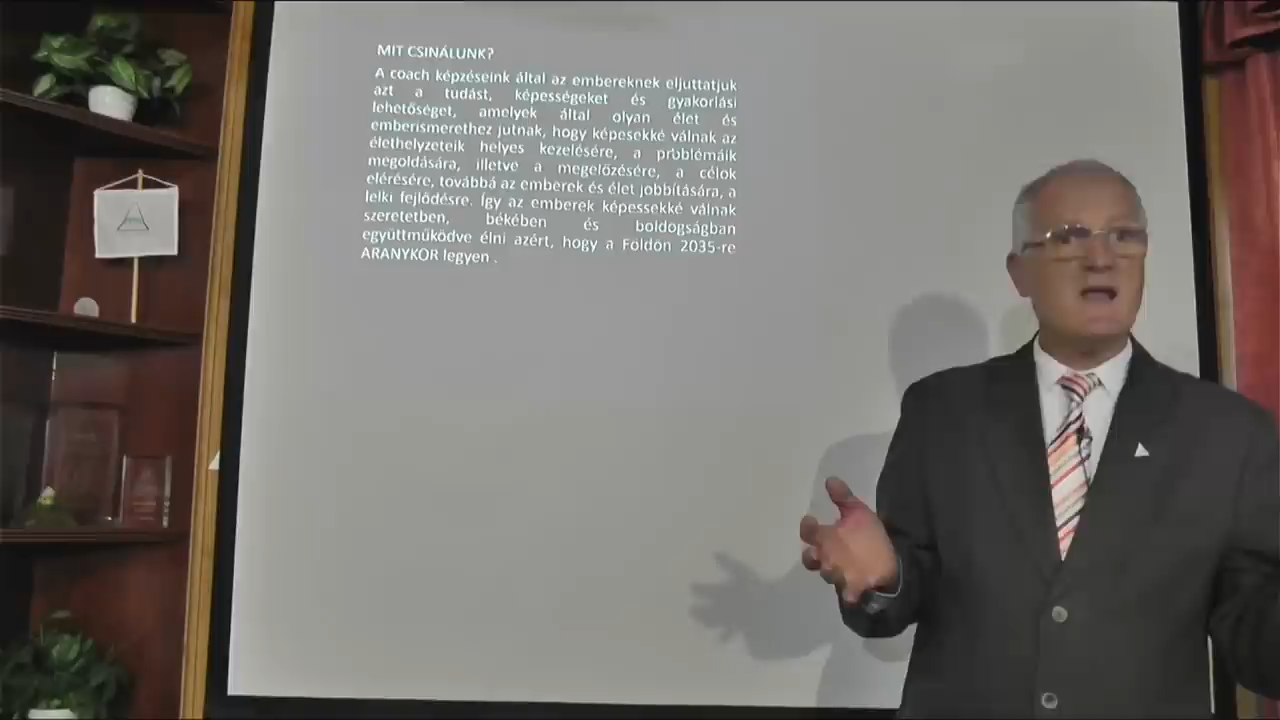 MIT CSINÁLUNK?
A coach képzéseink által az embereknek eljuttatjuk
azt a tudást, képességeket és gyakorlási
lehetőséget, amelyek által olyan élet és
emberismerethez jutnak, hogy képesekké válnak az
élethelyzeteik helyes kezelésére, a problémáik
megoldására, illetve a megelőzésére, a célok
elérésére, továbbá az emberek és élet jobbítására, a
lelki fejlődésre. Így az emberek képessekké válnak
szeretetben, békében és boldogságban
együttműködve élni azért, hogy a Földön 2035-re
ARANYKOR legyen .